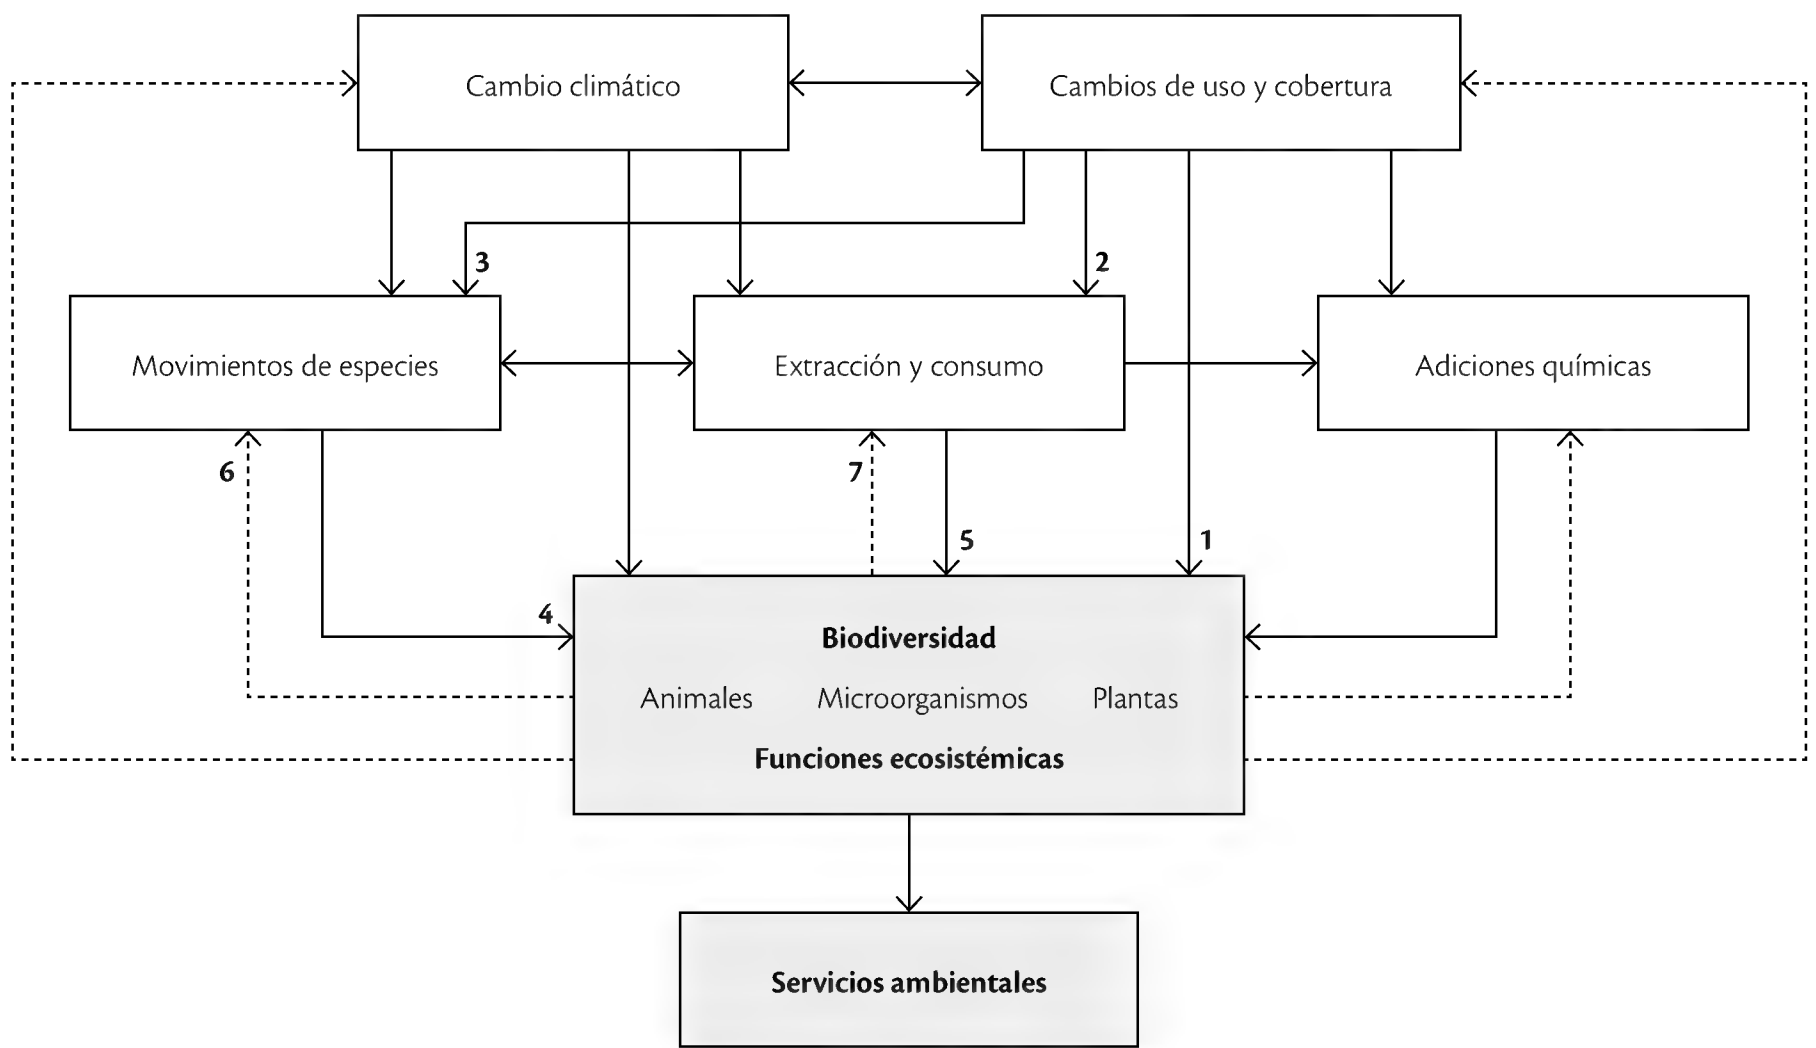 Cambio climático
Cambios de uso y cobertura
3
2
Movimientos de especies
Extracción y consumo
Adiciones químicas
6
7
5
1
4
Biodiversidad
Animales Microorganismos Plantas
Funciones ecosistémicas
Servicios ambientales